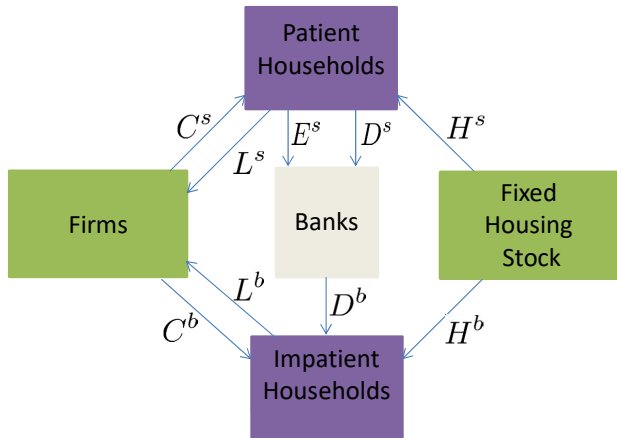 Patient
Households
C^s
L^s
E^s
D^s
H^s
Firms
Banks
Fixed
Housing
Stock
L^b
C^b
D^b
H^b
Impatient
Households